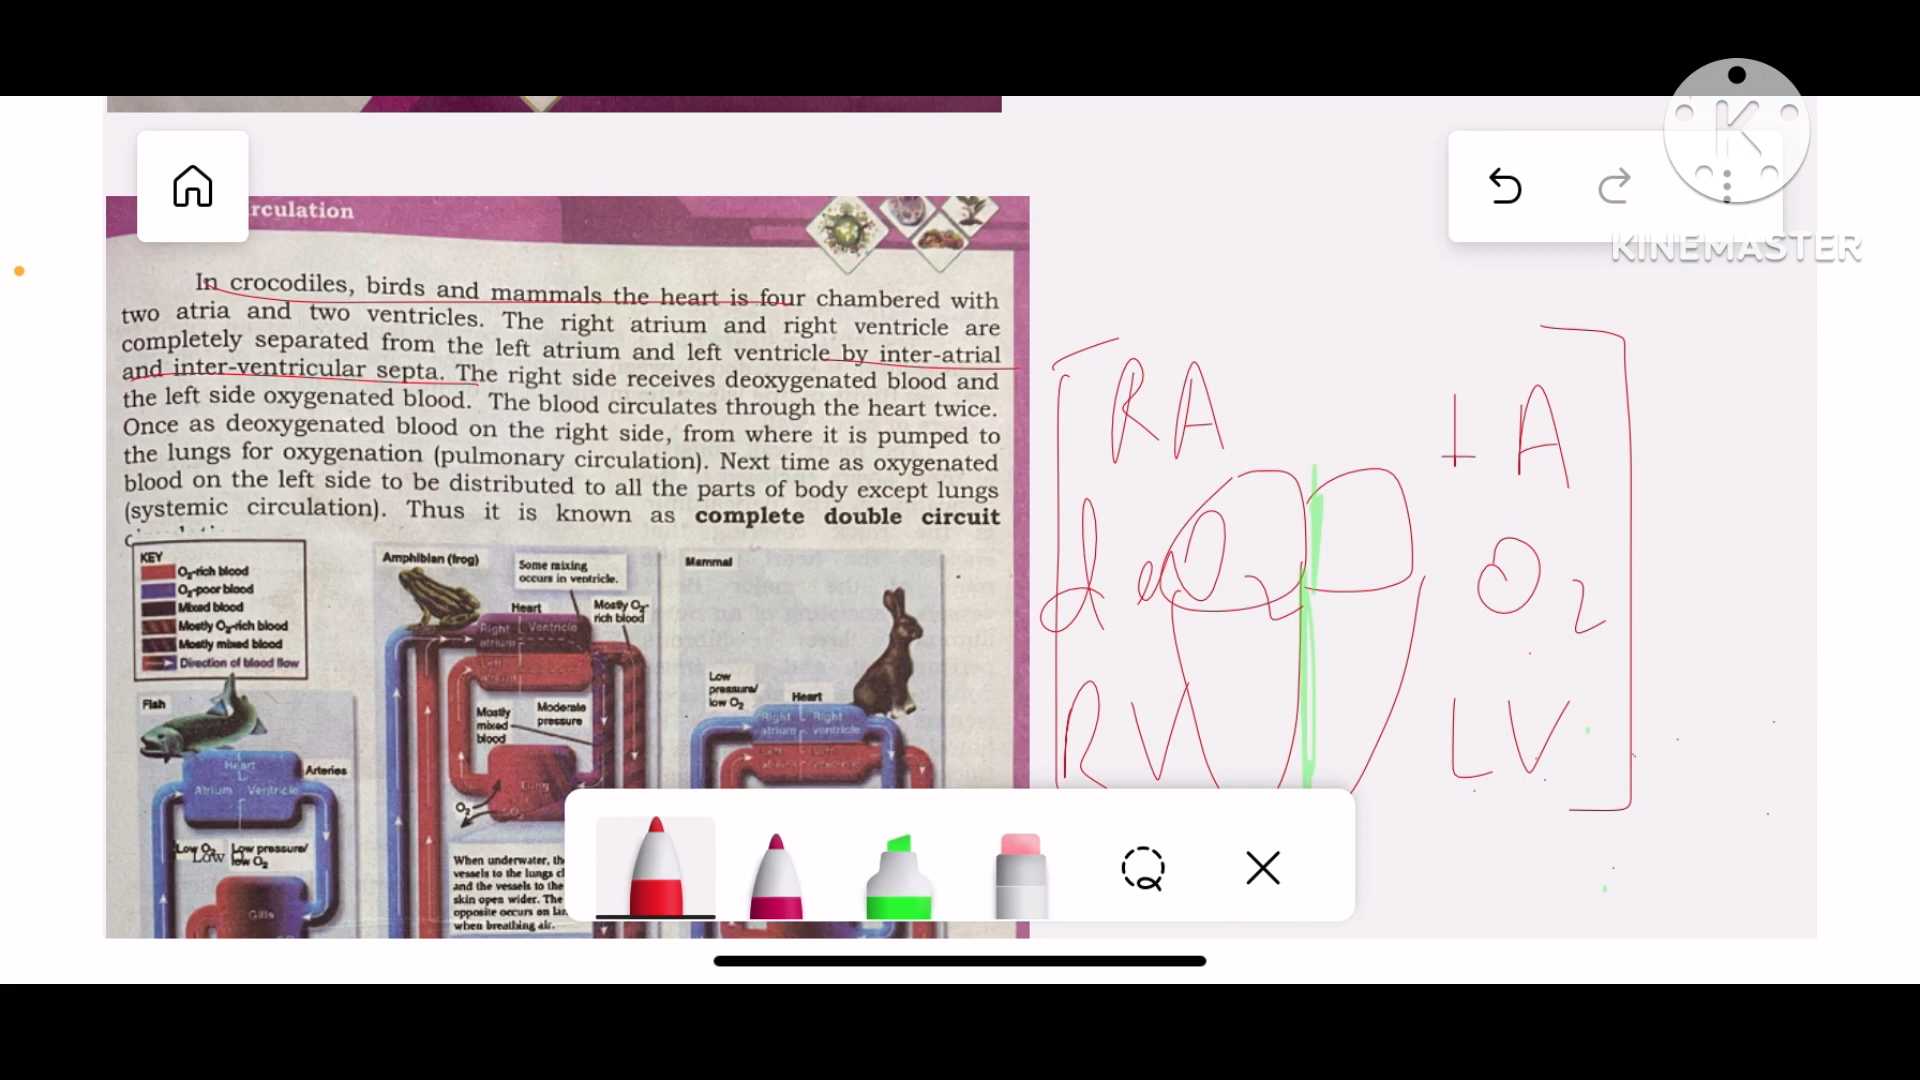 KINEMASTER
rculation
In crocodiles, birds and mammals the heart is four chambered with
two atria and two ventricles. The right atrium and right ventricle are
completely separated from the left atrium and left ventricle by inter-atrial
and inter-ventricular septa. The right side receives deoxygenated blood and
the left side oxygenated blood. The blood circulates through the heart twice.
Once as deoxygenated blood on the right side, from where it is pumped to
the lungs for oxygenation (pulmonary circulation). Next time as oxygenated
blood on the left side to be distributed to all the parts of body except lungs
(systemic circulation). Thus it is known as complete double circuit
KEY
O₂-rich blood
O₂-poor blood
Mixed blood
Mostly O₂-rich blood
Mostly mixed blood
Direction of blood flow
Fish
Heart
Atrium Ventricle
Arteries
Low O₂
Low pressure/
low O₂
Gills
Amphibian (frog)
Some mixing
occurs in ventricle.
Heart
Mostly O₂-
rich blood
Right Ventricle
atrium
Left
Mostly
mixed
blood
Moderate
pressure
Lung
O₂
When underwater, th
vessels to the lungs cl
and the vessels to the
skin open wider. The
opposite occurs on lan
when breathing air.
Mammal
Low
pressure/
low O₂
Heart
Right Right
atrium ventricle
Left Left
atrium ventricle
RA LA
deO₂ O₂
RV LV